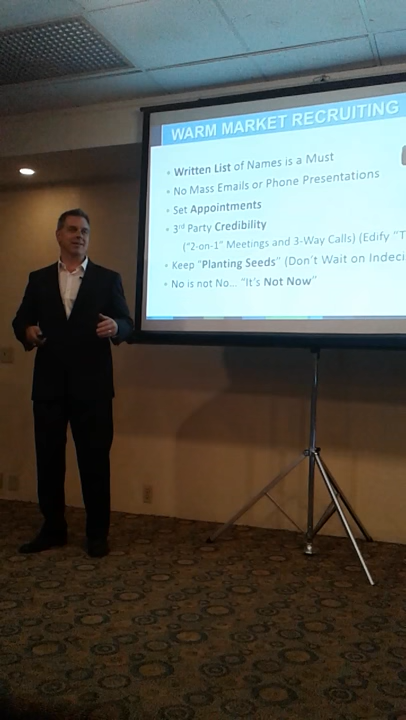 WARM MARKET RECRUITING
• Written List of Names is a Must
• No Mass Emails or Phone Presentations
• Set Appointments
• 3rd Party Credibility
("2-on-1" Meetings and 3-Way Calls) (Edify "T
• Keep "Planting Seeds" (Don't Wait on Indeci
• No is not No... "It's Not Now"